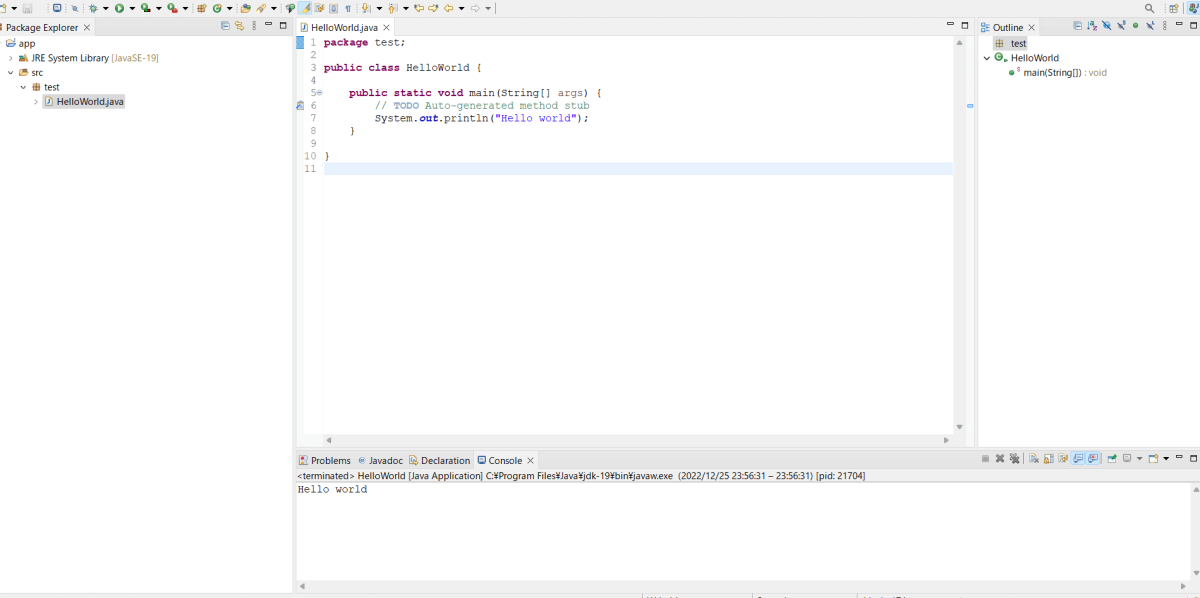 Package Explorer
app
JRE System Library [JavaSE-19]
src
test
HelloWorld.java
HelloWorld.java
1 package test;
2
3 public class HelloWorld {
4
5 public static void main(String[] args) {
6 // TODO Auto-generated method stub
7 System.out.println("Hello world");
8 }
9
10 }
11
Outline
test
HelloWorld
main(String[]) : void
Problems Javadoc Declaration Console
<terminated> HelloWorld [Java Application] C:¥Program Files¥Java¥jdk-19¥bin¥javaw.exe (2022/12/25 23:56:31 – 23:56:31) [pid: 21704]
Hello world